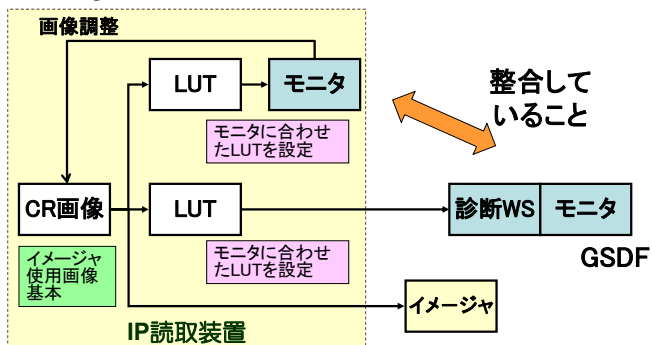 画像調整
LUT
モニタ
モニタに合わせ
たLUTを設定
整合して
いること
CR画像
LUT
診断WS
モニタ
GSDF
イメージャ
使用画像
基本
モニタに合わせ
たLUTを設定
イメージャ
IP読取装置